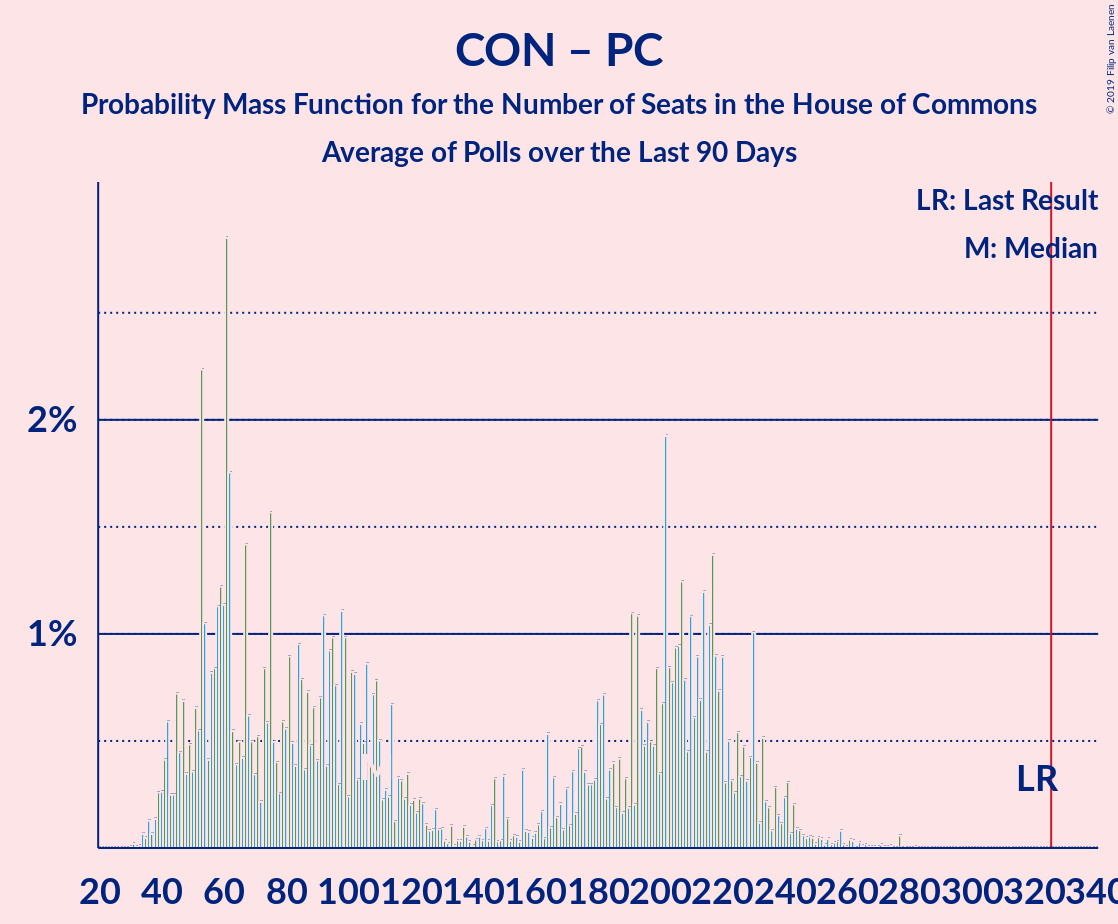 CON – PC
Probability Mass Function for the Number of Seats in the House of Commons
Average of Polls over the Last 90 Days
© 2019 Filip van Laenen
LR: Last Result
M: Median
2%
1%
LR
20 40 60 80 100 120 140 160 180 200 220 240 260 280 300 320 340